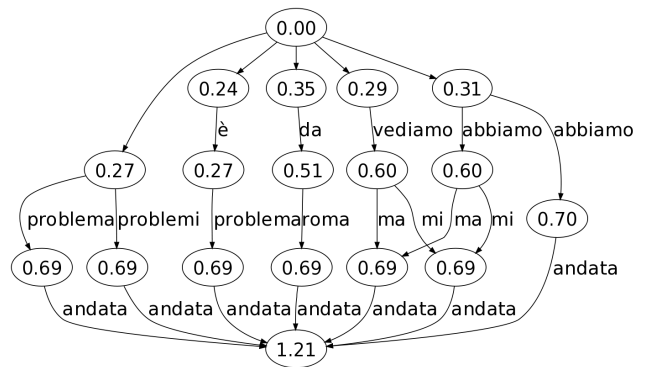 0.00
0.24 0.35 0.29 0.31
è da vediamo abbiamo abbiamo
0.27 0.27 0.51 0.60 0.60
0.70
problema problemi problema roma ma mi ma mi
0.69 0.69 0.69 0.69 0.69 0.69
andata
andata andata andata andata andata andata
1.21